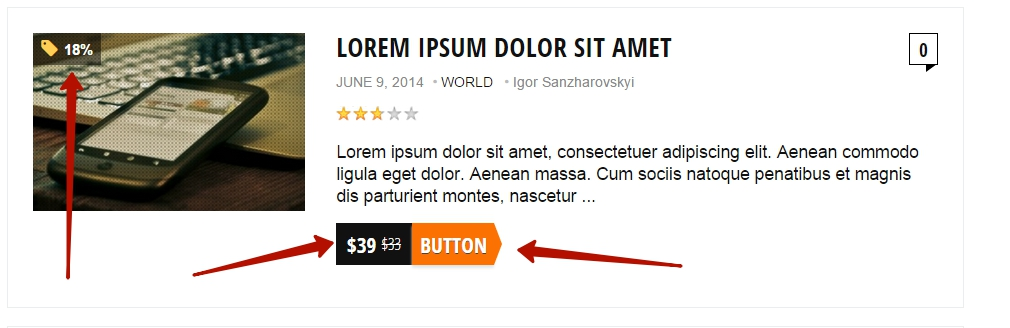 18%
LOREM IPSUM DOLOR SIT AMET
0
JUNE 9, 2014 • WORLD • Igor Sanzharovskyi
Lorem ipsum dolor sit amet, consectetuer adipiscing elit. Aenean commodo
ligula eget dolor. Aenean massa. Cum sociis natoque penatibus et magnis
dis parturient montes, nascetur ...
$39 $33 BUTTON